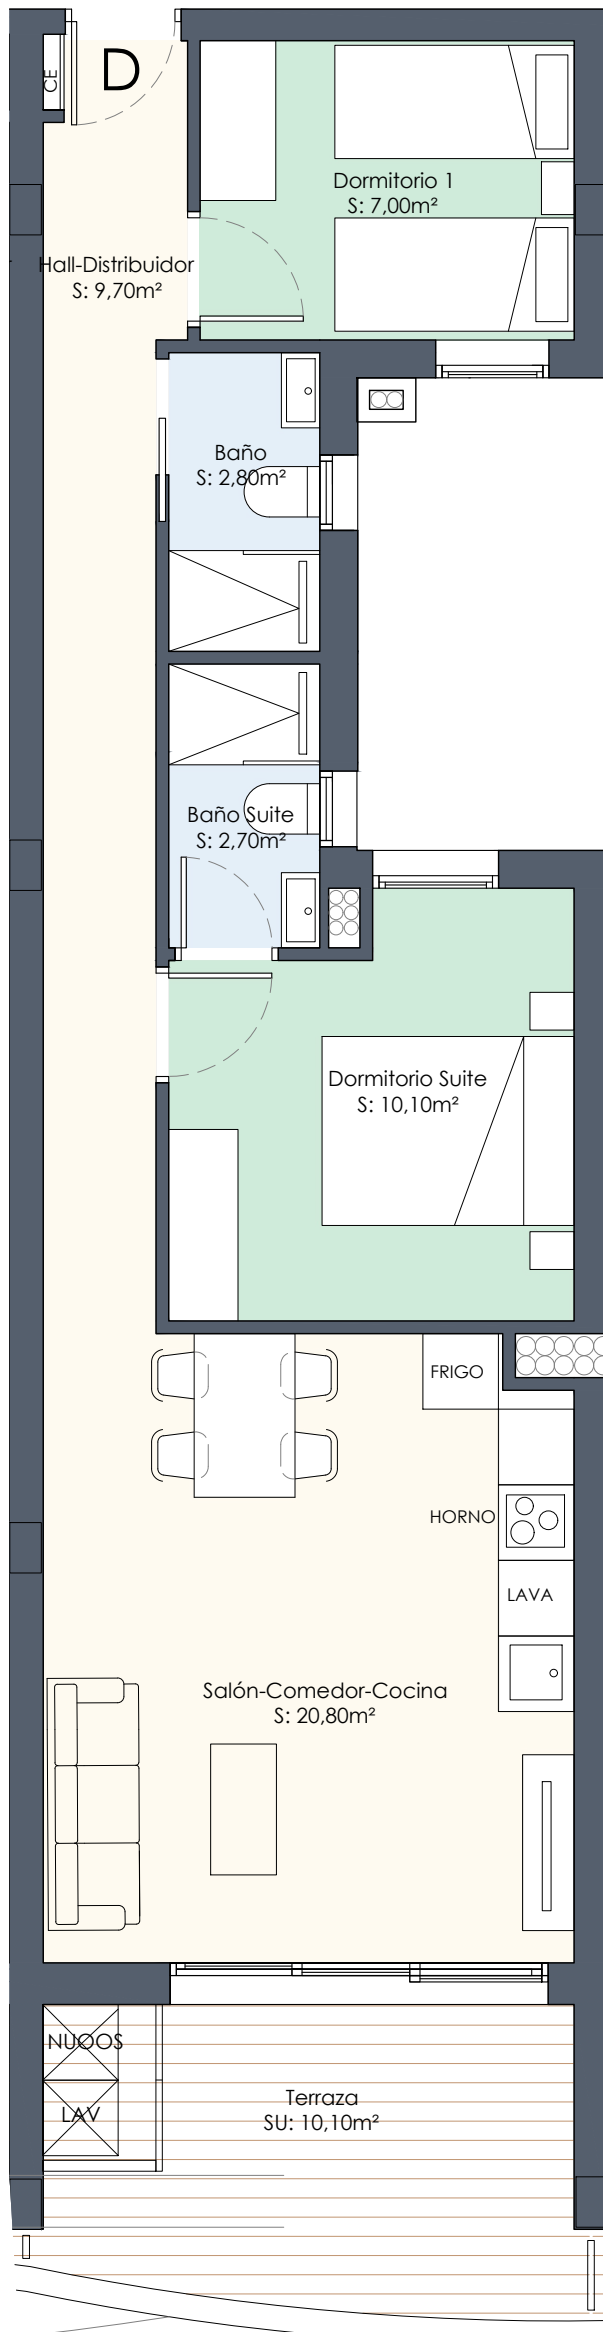 CE
D
Dormitorio 1
S: 7,00m²
Hall-Distribuidor
S: 9,70m²
Baño
S: 2,80m²
Baño Suite
S: 2,70m²
Dormitorio Suite
S: 10,10m²
FRIGO
HORNO
LAVA
Salón-Comedor-Cocina
S: 20,80m²
NUOOS
LAV
Terraza
SU: 10,10m²